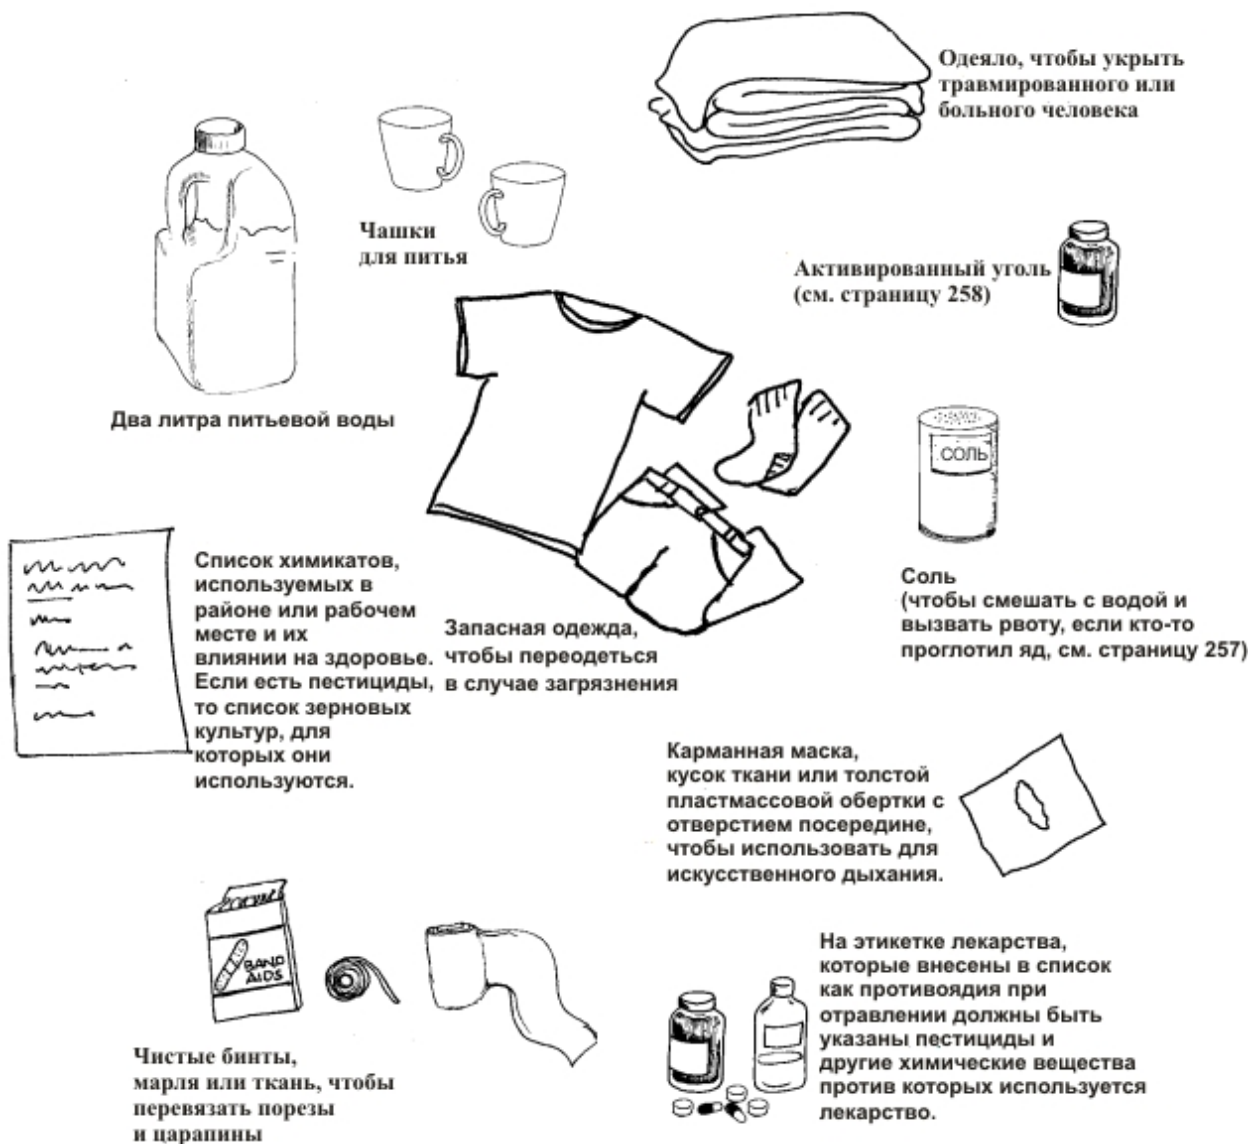 Одеяло, чтобы укрыть
травмированного или
больного человека
Чашки
для питья
Активированный уголь
(см. страницу 258)
Два литра питьевой воды
СОЛЬ
Соль
(чтобы смешать с водой и
вызвать рвоту, если кто-то
проглотил яд, см. страницу 257)
Список химикатов,
используемых в
районе или рабочем
месте и их
влиянии на здоровье.
Если есть пестициды,
то список зерновых
культур, для
которых они
используются.
Запасная одежда,
чтобы переодеться
в случае загрязнения
Карманная маска,
кусок ткани или толстой
пластмассовой обертки с
отверстием посередине,
чтобы использовать для
искусственного дыхания.
BAND
AIDS
Чистые бинты,
марля или ткань, чтобы
перевязать порезы
и царапины
На этикетке лекарства,
которые внесены в список
как противоядия при
отравлении должны быть
указаны пестициды и
другие химические вещества
против которых используется
лекарство.